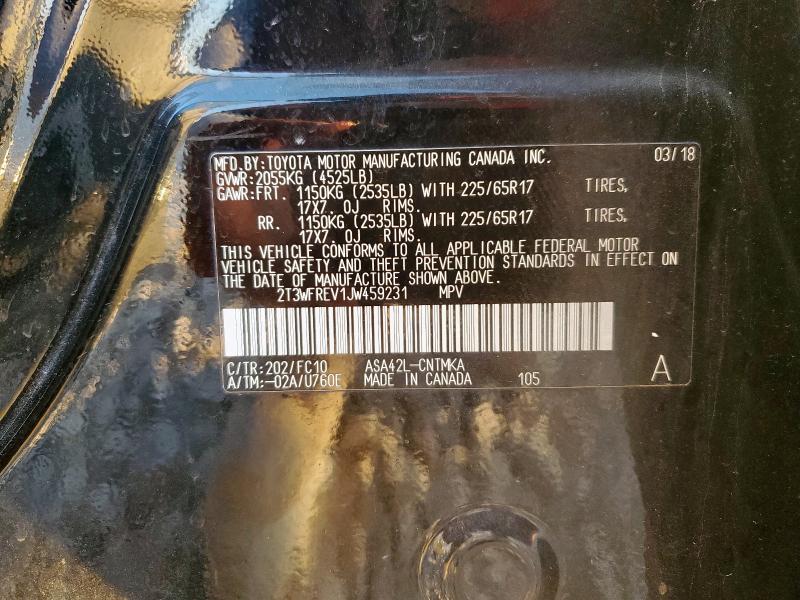 MFD.BY:TOYOTA MOTOR MANUFACTURING CANADA INC. 03/18
GVWR:2055KG (4525LB)
GAWR:FRT. 1150KG (2535LB) WITH 225/65R17 TIRES,
17X7. 0J RIMS.
RR. 1150KG (2535LB) WITH 225/65R17 TIRES,
17X7. 0J RIMS.
THIS VEHICLE CONFORMS TO ALL APPLICABLE FEDERAL MOTOR
VEHICLE SAFETY AND THEFT PREVENTION STANDARDS IN EFFECT ON
THE DATE OF MANUFACTURE SHOWN ABOVE.
2T3WFREV1JW459231 MPV
C/TR:202/FC10 ASA42L-CNTMKA
A/TM:-02A/U760E MADE IN CANADA 105 A